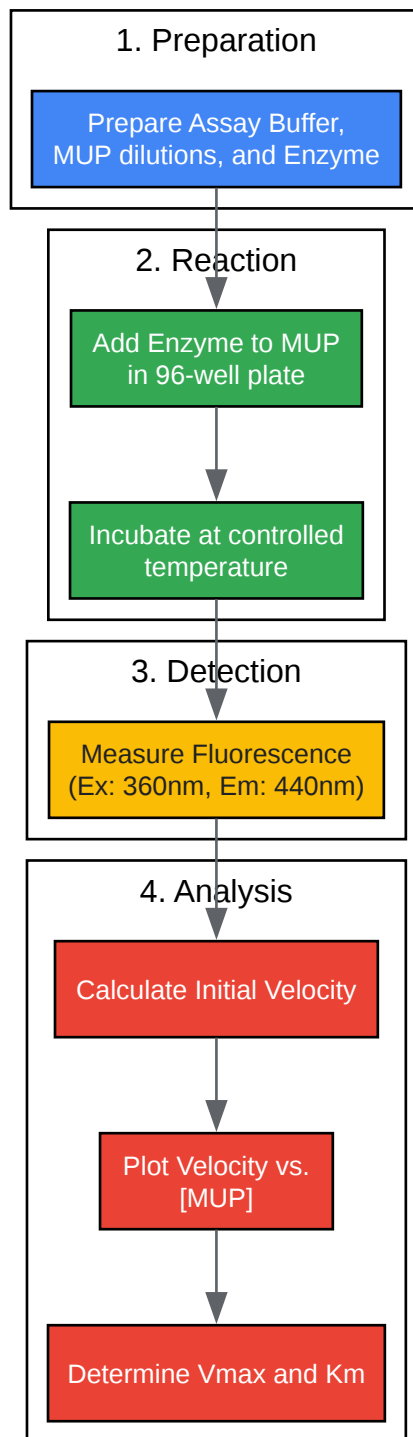 1. Preparation
Prepare Assay Buffer,
MUP dilutions, and Enzyme
2. Reaction
Add Enzyme to MUP
in 96-well plate
Incubate at controlled
temperature
3. Detection
Measure Fluorescence
(Ex: 360nm, Em: 440nm)
4. Analysis
Calculate Initial Velocity
Plot Velocity vs.
[MUP]
Determine Vmax and Km